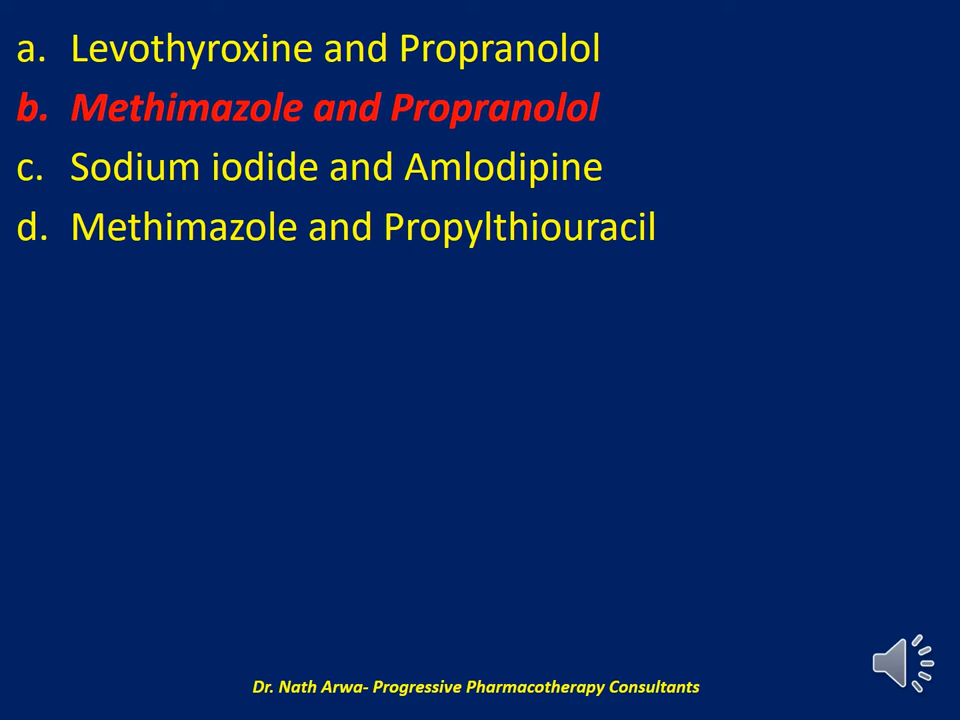 a. Levothyroxine and Propranolol
b. Methimazole and Propranolol
c. Sodium iodide and Amlodipine
d. Methimazole and Propylthiouracil
Dr. Nath Arwa- Progressive Pharmacotherapy Consultants